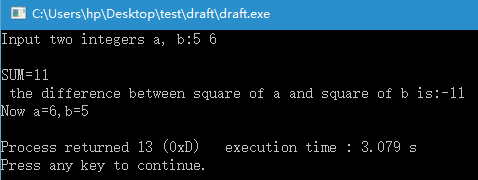 C:\Users\hp\Desktop\test\draft\draft.exe
Input two integers a, b:5 6
SUM=11
the difference between square of a and square of b is:-11
Now a=6,b=5
Process returned 13 (0xD)   execution time : 3.079 s
Press any key to continue.